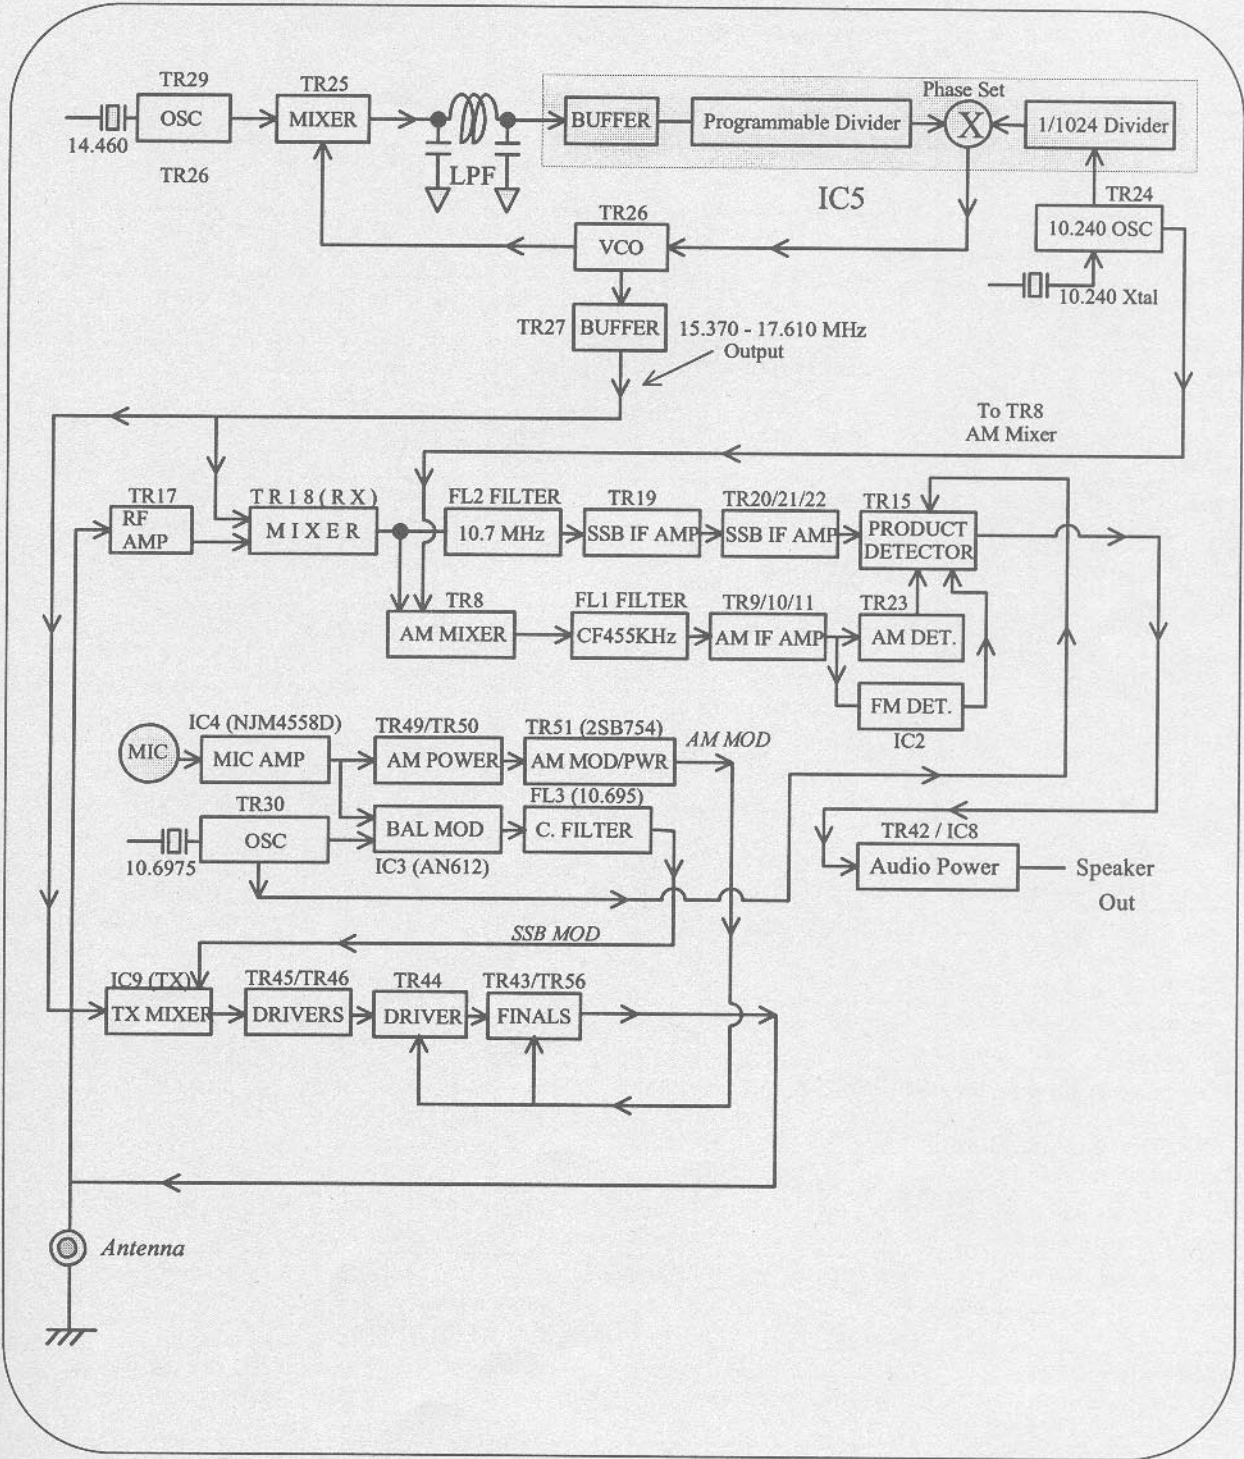 TR29
OSC
14.460
TR26
TR25
MIXER
LPF
BUFFER
Programmable Divider
Phase Set
X
1/1024 Divider
IC5
TR24
10.240 OSC
10.240 Xtal
TR26
VCO
TR27
BUFFER
15.370 - 17.610 MHz
Output
To TR8
AM Mixer
TR17
RF
AMP
TR18(RX)
MIXER
FL2 FILTER
10.7 MHz
TR19
SSB IF AMP
TR20/21/22
SSB IF AMP
TR15
PRODUCT
DETECTOR
TR8
AM MIXER
FL1 FILTER
CF455KHz
TR9/10/11
AM IF AMP
TR23
AM DET.
FM DET.
IC2
MIC
IC4 (NJM4558D)
MIC AMP
TR49/TR50
AM POWER
TR51 (2SB754)
AM MOD/PWR
AM MOD
TR30
OSC
10.6975
BAL MOD
IC3 (AN612)
FL3 (10.695)
C. FILTER
TR42 / IC8
Audio Power
Speaker
Out
SSB MOD
IC9 (TX)
TX MIXER
TR45/TR46
DRIVERS
TR44
DRIVER
TR43/TR56
FINALS
Antenna